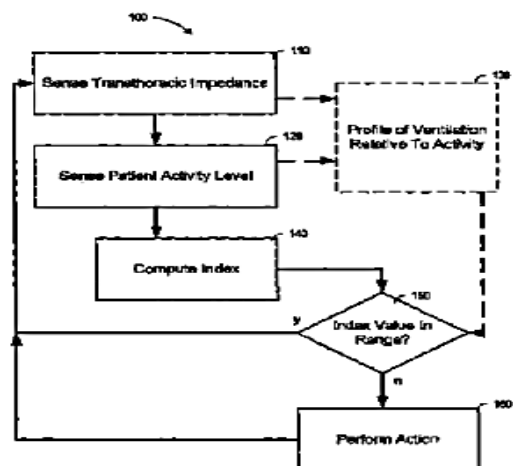 100
110
Sense Transthoracic Impedance
120
Sense Patient Activity Level
130
Profile of Ventilation
Relative To Activity
140
Compute Index
150
Index Value In
Range?
y
n
160
Perform Action